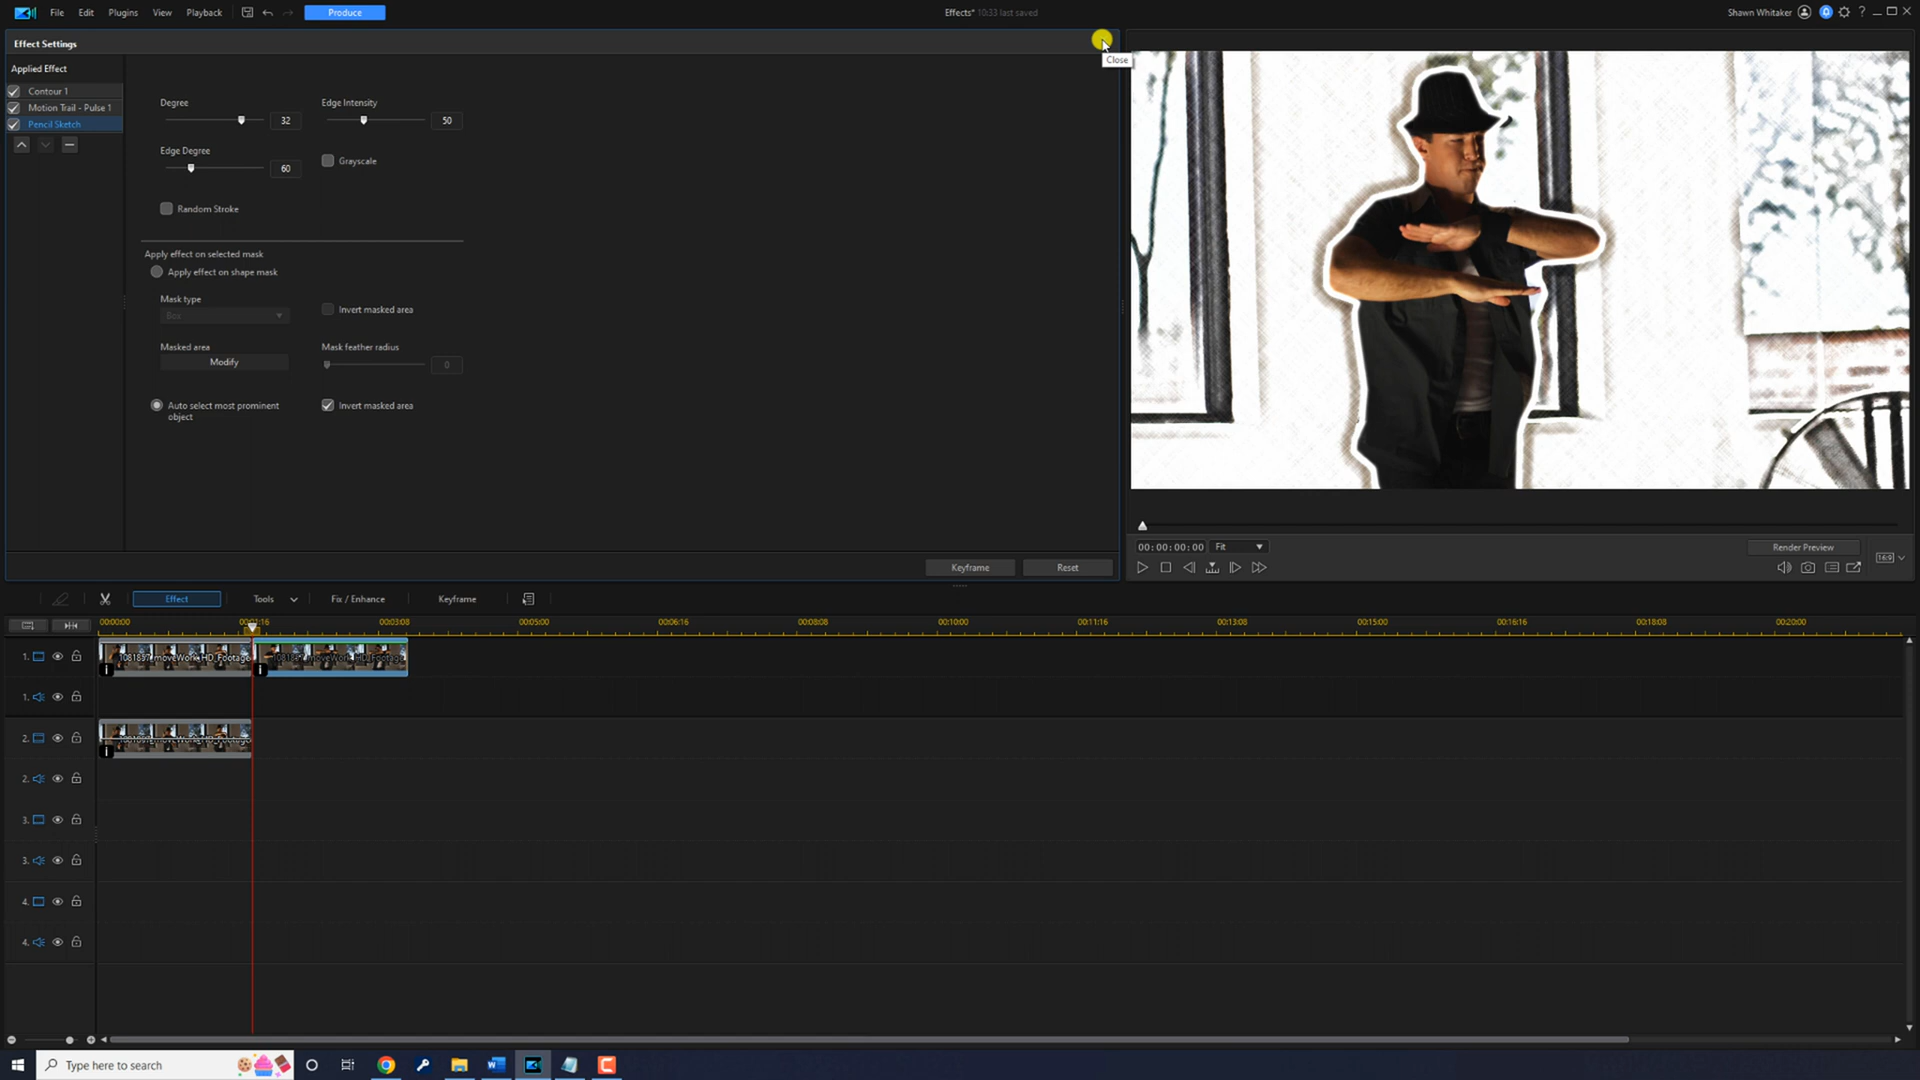 File Edit Plugins View Playback Produce Effects* 10:33 last saved Shawn Whitaker ?
Effect Settings
Close
Applied Effect
Contour 1
Motion Trail - Pulse 1
Pencil Sketch
Degree Edge Intensity
32 50
Edge Degree
60 Grayscale
Random Stroke
Apply effect on selected mask
Apply effect on shape mask
Mask type
Invert masked area
Box
Masked area Mask feather radius
Modify 0
Auto select most prominent
object
Invert masked area
Keyframe Reset
00:00:00:00 Fit Render Preview 16:9
Effect Tools Fix / Enhance Keyframe
00:00:00 00:01:16 00:03:08 00:05:00 00:06:16 00:08:08 00:10:00 00:11:16 00:13:08 00:15:00 00:16:16 00:18:08 00:20:00
1. 1081857_moveWork_HD_Footage
1.
2.
2.
3.
3.
4.
4.
Type here to search